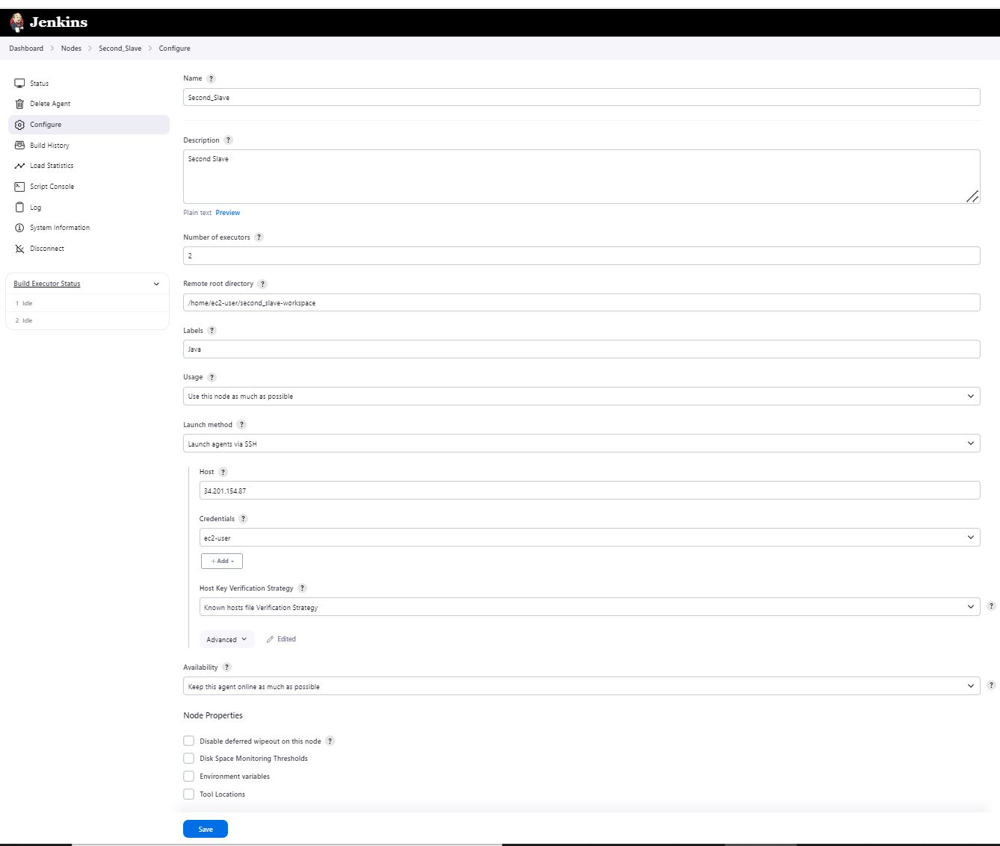 Jenkins
Dashboard > Nodes > Second_Slave > Configure
Status
Delete Agent
Configure
Build History
Load Statistics
Script Console
Log
System Information
Disconnect
Build Executor Status
1 Idle
2 Idle
Name ?
Second_Slave
Description ?
Second Slave
Plain text Preview
Number of executors ?
2
Remote root directory ?
/home/ec2-user/second_slave-workspace
Labels ?
Java
Usage ?
Use this node as much as possible
Launch method ?
Launch agents via SSH
Host ?
34.201.154.87
Credentials ?
ec2-user
+ Add
Host Key Verification Strategy ?
Known hosts file Verification Strategy ?
Advanced Edited
Availability ?
Keep this agent online as much as possible ?
Node Properties
Disable deferred wipeout on this node ?
Disk Space Monitoring Thresholds
Environment variables
Tool Locations
Save